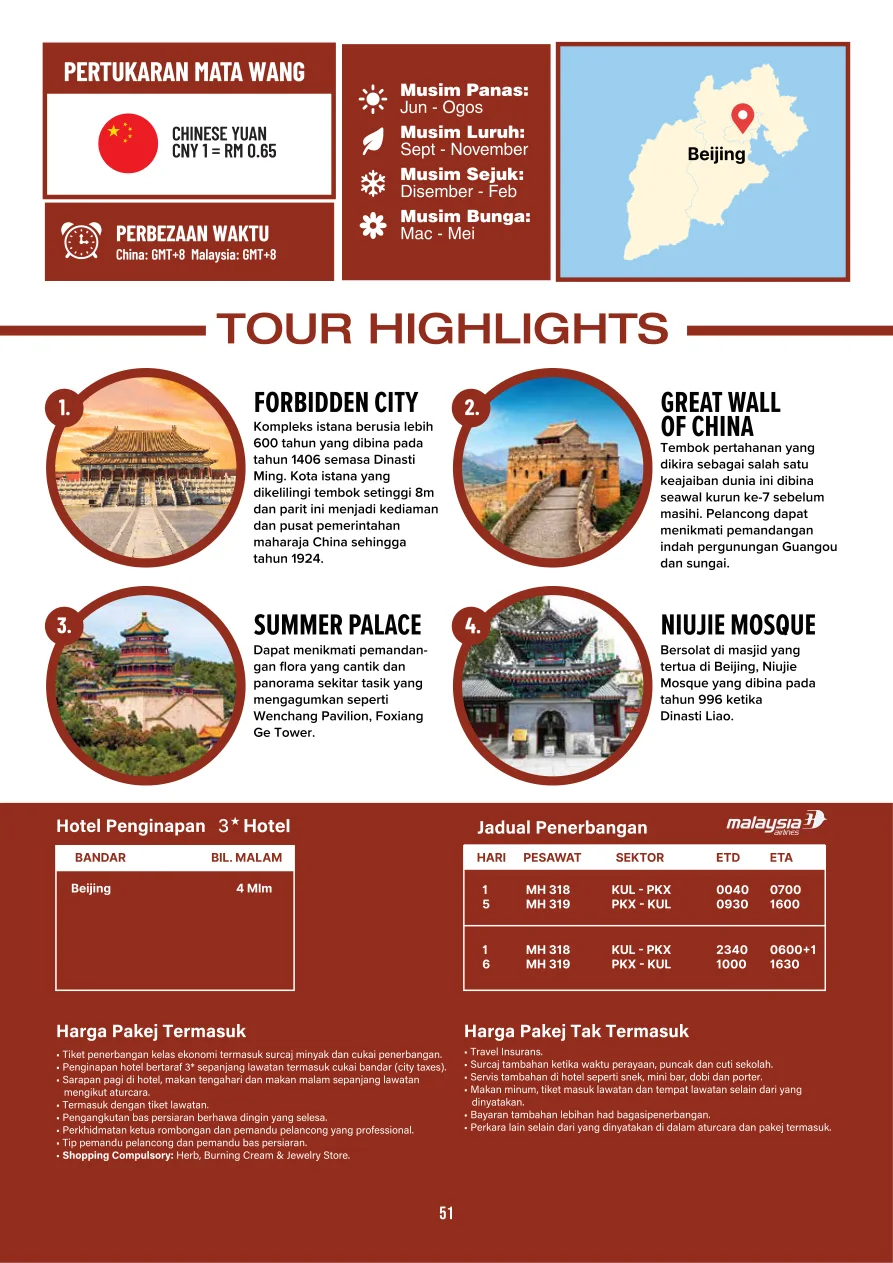 PERTUKARAN MATA WANG
CHINESE YUAN
CNY 1 = RM 0.65
PERBEZAAN WAKTU
China: GMT+8 Malaysia: GMT+8
Musim Panas:
Jun - Ogos
Musim Luruh:
Sept - November
Musim Sejuk:
Disember - Feb
Musim Bunga:
Mac - Mei
Beijing
TOUR HIGHLIGHTS
1.
FORBIDDEN CITY
Kompleks istana berusia lebih
600 tahun yang dibina pada
tahun 1406 semasa Dinasti
Ming. Kota istana yang
dikelilingi tembok setinggi 8m
dan parit ini menjadi kediaman
dan pusat pemerintahan
maharaja China sehingga
tahun 1924.
2.
GREAT WALL
OF CHINA
Tembok pertahanan yang
dikira sebagai salah satu
keajaiban dunia ini dibina
seawal kurun ke-7 sebelum
masihi. Pelancong dapat
menikmati pemandangan
indah pergunungan Guangou
dan sungai.
3.
SUMMER PALACE
Dapat menikmati pemandan-
gan flora yang cantik dan
panorama sekitar tasik yang
mengagumkan seperti
Wenchang Pavilion, Foxiang
Ge Tower.
4.
NIUJIE MOSQUE
Bersolat di masjid yang
tertua di Beijing, Niujie
Mosque yang dibina pada
tahun 996 ketika
Dinasti Liao.
Hotel Penginapan 3★ Hotel
BANDAR BIL. MALAM
Beijing 4 Mlm
Jadual Penerbangan
malaysia
airlines
HARI PESAWAT SEKTOR ETD ETA
1 MH 318 KUL - PKX 0040 0700
5 MH 319 PKX - KUL 0930 1600
1 MH 318 KUL - PKX 2340 0600+1
6 MH 319 PKX - KUL 1000 1630
Harga Pakej Termasuk
• Tiket penerbangan kelas ekonomi termasuk surcaj minyak dan cukai penerbangan.
• Penginapan hotel bertaraf 3* sepanjang lawatan termasuk cukai bandar (city taxes).
• Sarapan pagi di hotel, makan tengahari dan makan malam sepanjang lawatan
mengikut aturcara.
• Termasuk dengan tiket lawatan.
• Pengangkutan bas persiaran berhawa dingin yang selesa.
• Perkhidmatan ketua rombongan dan pemandu pelancong yang professional.
• Tip pemandu pelancong dan pemandu bas persiaran.
• Shopping Compulsory: Herb, Burning Cream & Jewelry Store.
Harga Pakej Tak Termasuk
• Travel Insurans.
• Surcaj tambahan ketika waktu perayaan, puncak dan cuti sekolah.
• Servis tambahan di hotel seperti snek, mini bar, dobi dan porter.
• Makan minum, tiket masuk lawatan dan tempat lawatan selain dari yang
dinyatakan.
• Bayaran tambahan lebihan had bagasipenerbangan.
• Perkara lain selain dari yang dinyatakan di dalam aturcara dan pakej termasuk.
51